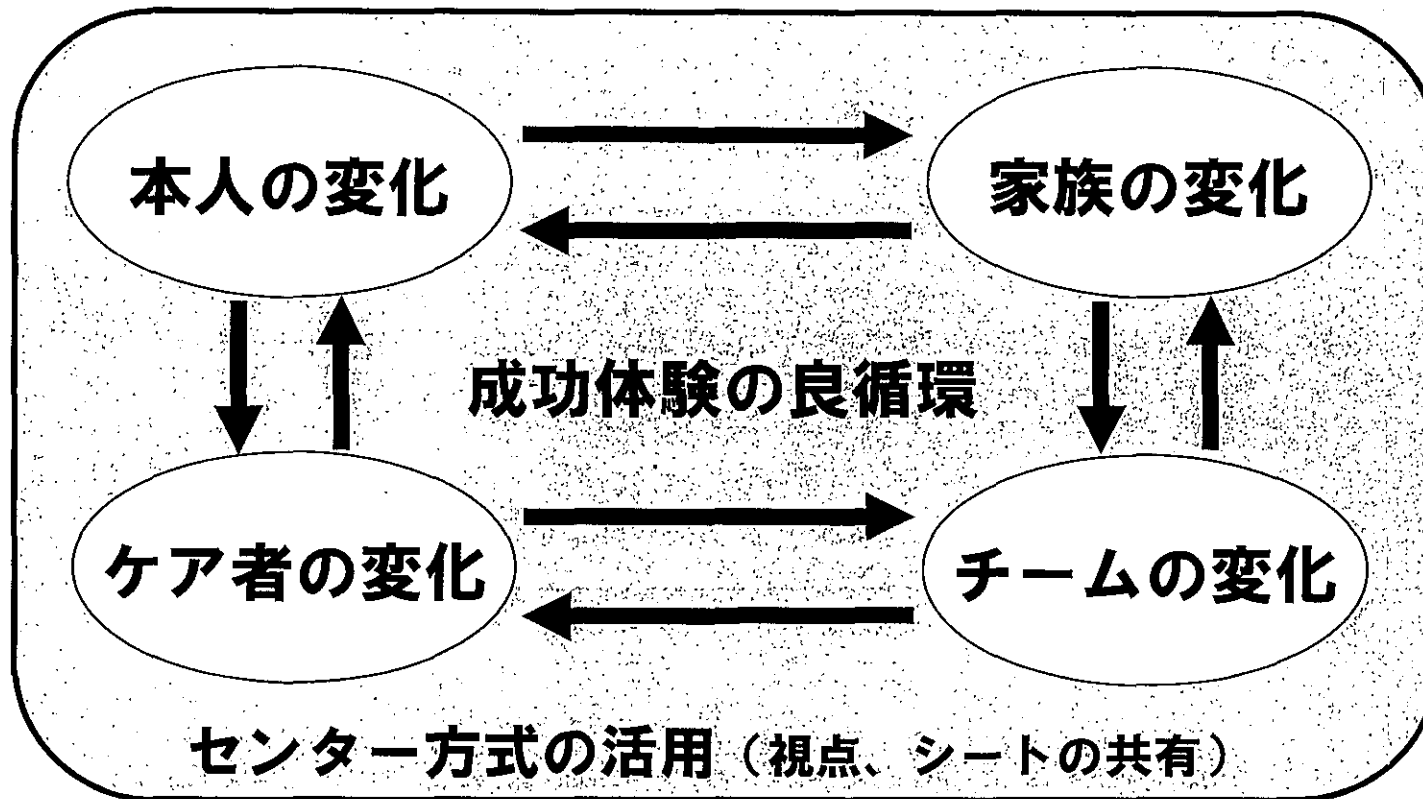 本人の変化
家族の変化
成功体験の良循環
ケア者の変化
チームの変化
センター方式の活用（視点、シートの共有）